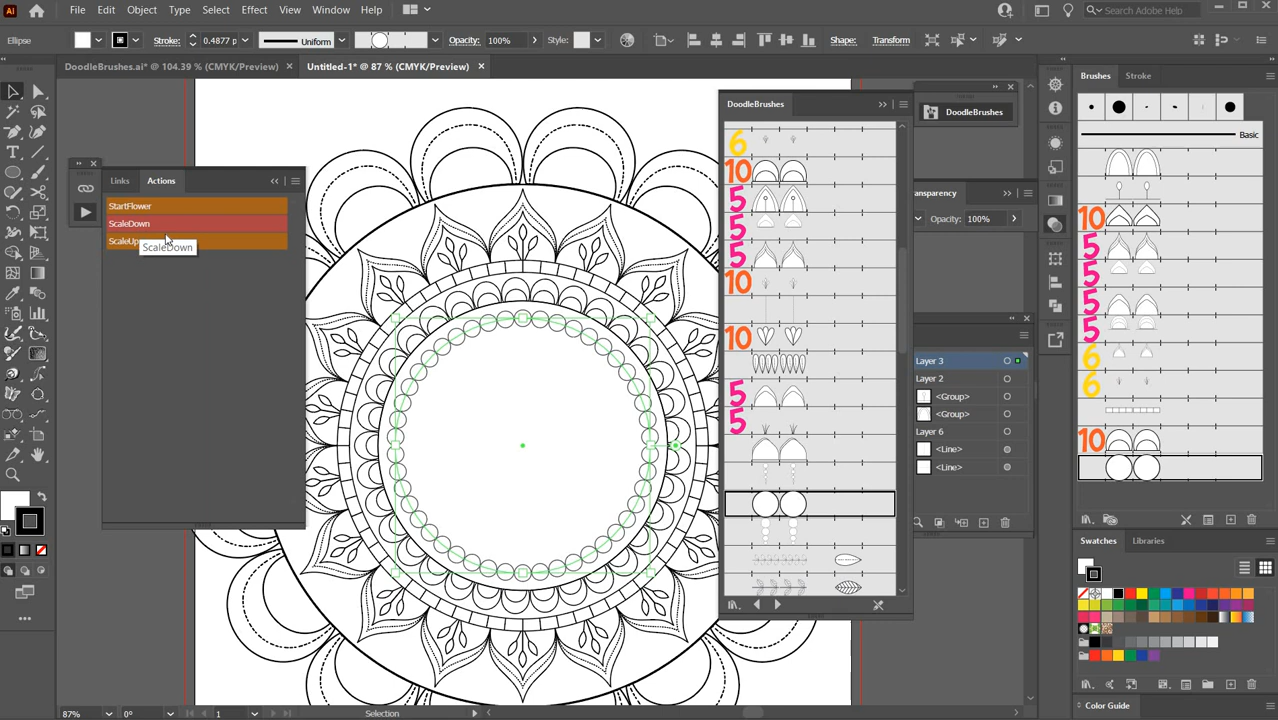 Ai File Edit Object Type Select Effect View Window Help Search Adobe Help
Ellipse Stroke: 0.4877 p Uniform Opacity: 100% Style: Shape: Transform
DoodleBrushes.ai* @ 104.39 % (CMYK/Preview) Untitled-1* @ 87 % (CMYK/Preview)
Links Actions
StartFlower
ScaleDown
ScaleUp
ScaleDown
DoodleBrushes
6
10
5
5
5
10
10
5
5
DoodleBrushes
ransparency
Opacity: 100%
Layer 3
Layer 2
<Group>
<Group>
Layer 6
<Line>
<Line>
Brushes Stroke
Basic
10
5
5
5
5
6
6
10
Swatches Libraries
Color Guide
87% 0° 1 Selection